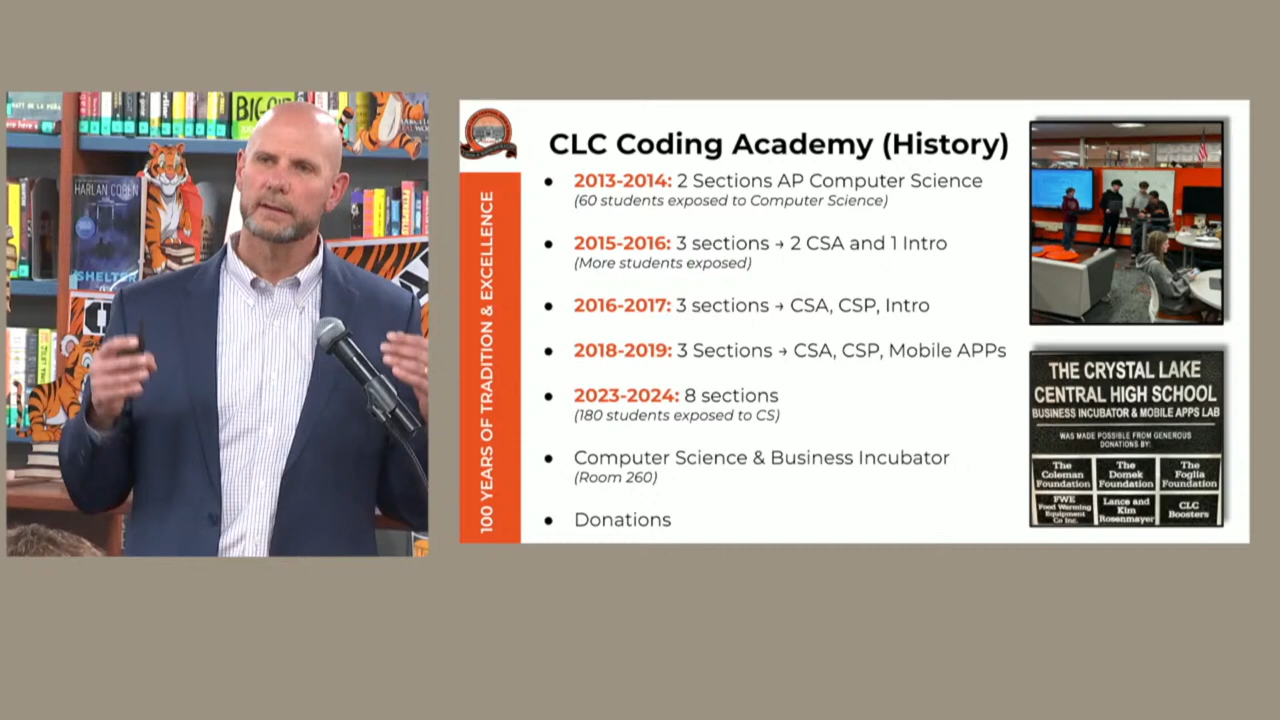 BIG
HARLAN COBEN
SHELTER
CLC Coding Academy (History)
100 YEARS OF TRADITION & EXCELLENCE
● 2013-2014: 2 Sections AP Computer Science
(60 students exposed to Computer Science)
● 2015-2016: 3 sections → 2 CSA and 1 Intro
(More students exposed)
● 2016-2017: 3 sections → CSA, CSP, Intro
● 2018-2019: 3 Sections → CSA, CSP, Mobile APPs
● 2023-2024: 8 sections
(180 students exposed to CS)
● Computer Science & Business Incubator
(Room 260)
● Donations
THE CRYSTAL LAKE
CENTRAL HIGH SCHOOL
BUSINESS INCUBATOR & MOBILE APPS LAB
WAS MADE POSSIBLE FROM GENEROUS
DONATIONS BY:
The Coleman Foundation
The Domek Foundation
The Foglia Foundation
FWE Food Warming Equipment Co Inc.
Lance and Kim Rosenmayer
CLC Boosters